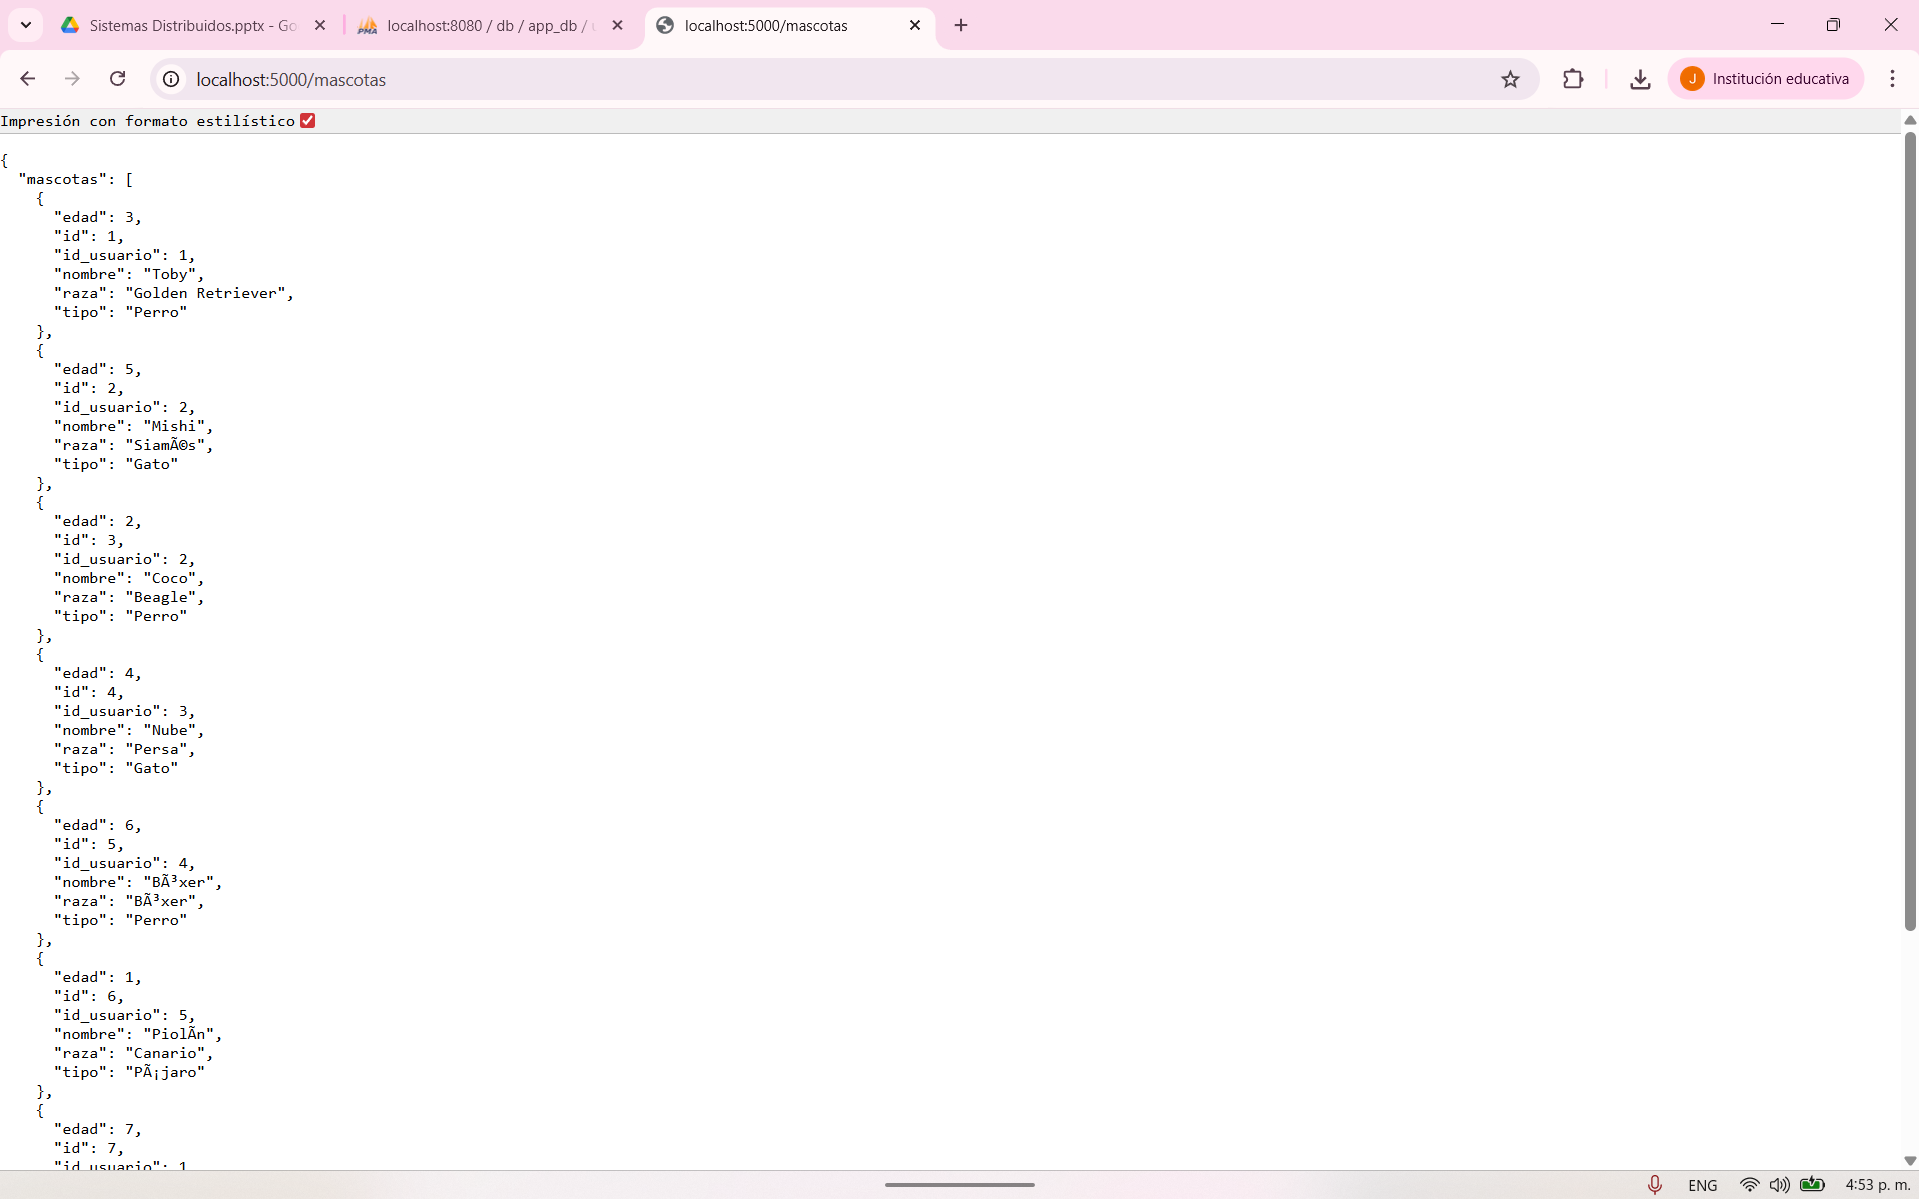 Sistemas Distribuidos.pptx - Go
localhost:8080 / db / app_db / u
localhost:5000/mascotas
localhost:5000/mascotas
J
Institución educativa
Impresión con formato estilístico
{
"mascotas": [
{
"edad": 3,
"id": 1,
"id_usuario": 1,
"nombre": "Toby",
"raza": "Golden Retriever",
"tipo": "Perro"
},
{
"edad": 5,
"id": 2,
"id_usuario": 2,
"nombre": "Mishi",
"raza": "SiamÃ©s",
"tipo": "Gato"
},
{
"edad": 2,
"id": 3,
"id_usuario": 2,
"nombre": "Coco",
"raza": "Beagle",
"tipo": "Perro"
},
{
"edad": 4,
"id": 4,
"id_usuario": 3,
"nombre": "Nube",
"raza": "Persa",
"tipo": "Gato"
},
{
"edad": 6,
"id": 5,
"id_usuario": 4,
"nombre": "BÃ³xer",
"raza": "BÃ³xer",
"tipo": "Perro"
},
{
"edad": 1,
"id": 6,
"id_usuario": 5,
"nombre": "PiolÃn",
"raza": "Canario",
"tipo": "PÃ¡jaro"
},
{
"edad": 7,
"id": 7,
"id_usuario": 1
ENG
4:53 p. m.